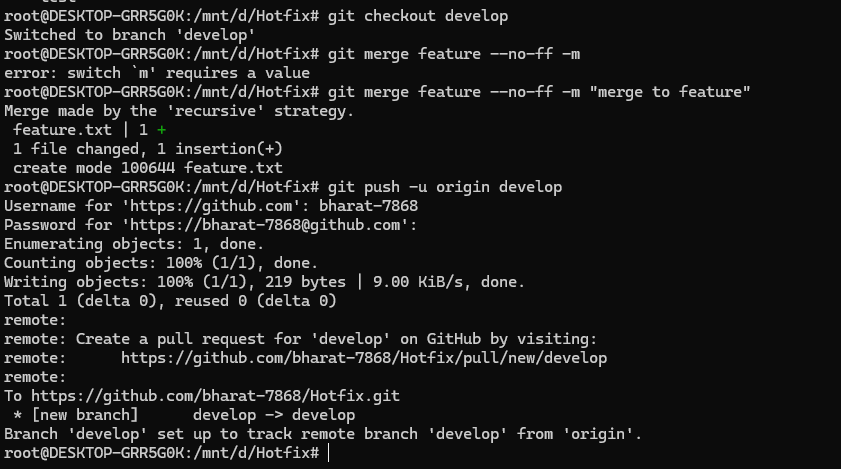 root@DESKTOP-GRR5G0K:/mnt/d/Hotfix# git checkout develop
Switched to branch 'develop'
root@DESKTOP-GRR5G0K:/mnt/d/Hotfix# git merge feature --no-ff -m
error: switch `m' requires a value
root@DESKTOP-GRR5G0K:/mnt/d/Hotfix# git merge feature --no-ff -m "merge to feature"
Merge made by the 'recursive' strategy.
 feature.txt | 1 +
 1 file changed, 1 insertion(+)
 create mode 100644 feature.txt
root@DESKTOP-GRR5G0K:/mnt/d/Hotfix# git push -u origin develop
Username for 'https://github.com': bharat-7868
Password for 'https://bharat-7868@github.com':
Enumerating objects: 1, done.
Counting objects: 100% (1/1), done.
Writing objects: 100% (1/1), 219 bytes | 9.00 KiB/s, done.
Total 1 (delta 0), reused 0 (delta 0)
remote:
remote: Create a pull request for 'develop' on GitHub by visiting:
remote:      https://github.com/bharat-7868/Hotfix/pull/new/develop
remote:
To https://github.com/bharat-7868/Hotfix.git
 * [new branch]      develop -> develop
Branch 'develop' set up to track remote branch 'develop' from 'origin'.
root@DESKTOP-GRR5G0K:/mnt/d/Hotfix#